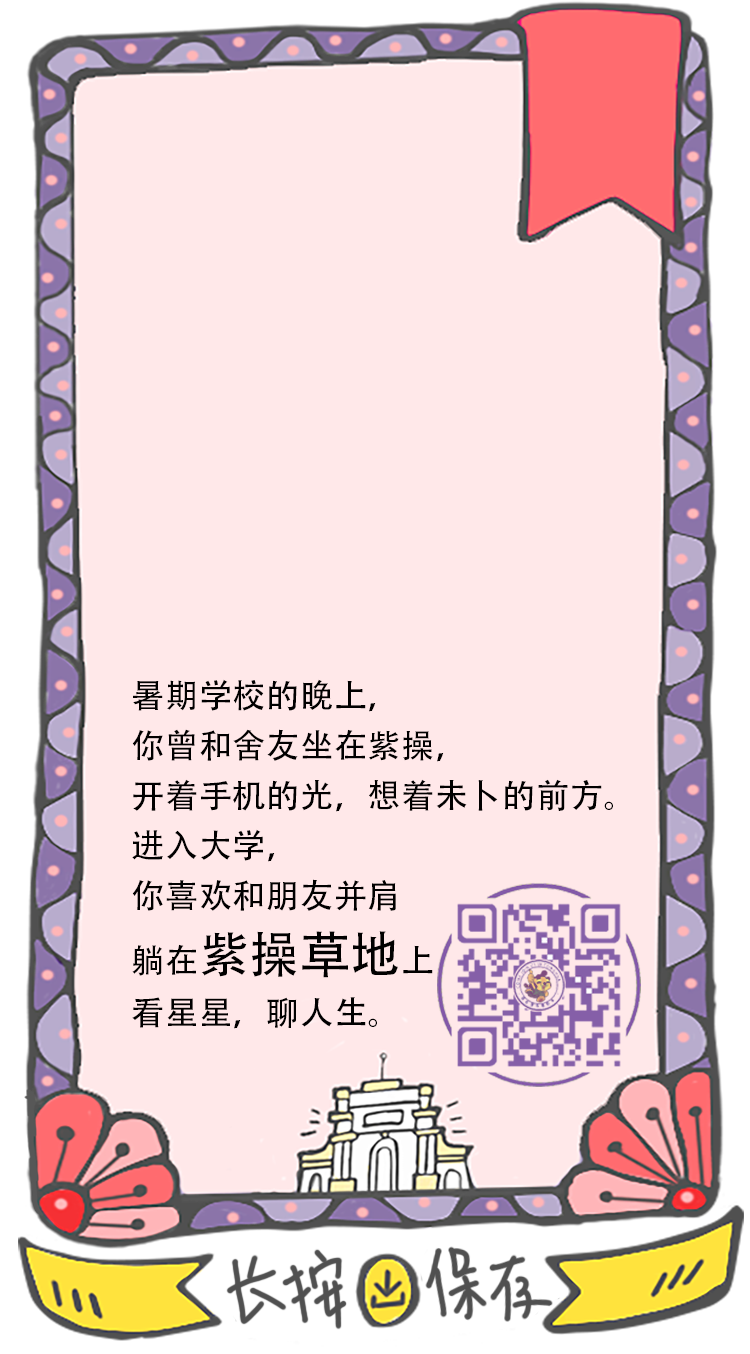 暑期学校的晚上，
你曾和舍友坐在紫操，
开着手机的光，想着未卜的前方。
进入大学，
你喜欢和朋友并肩
躺在紫操草地上
看星星，聊人生。
长按保存